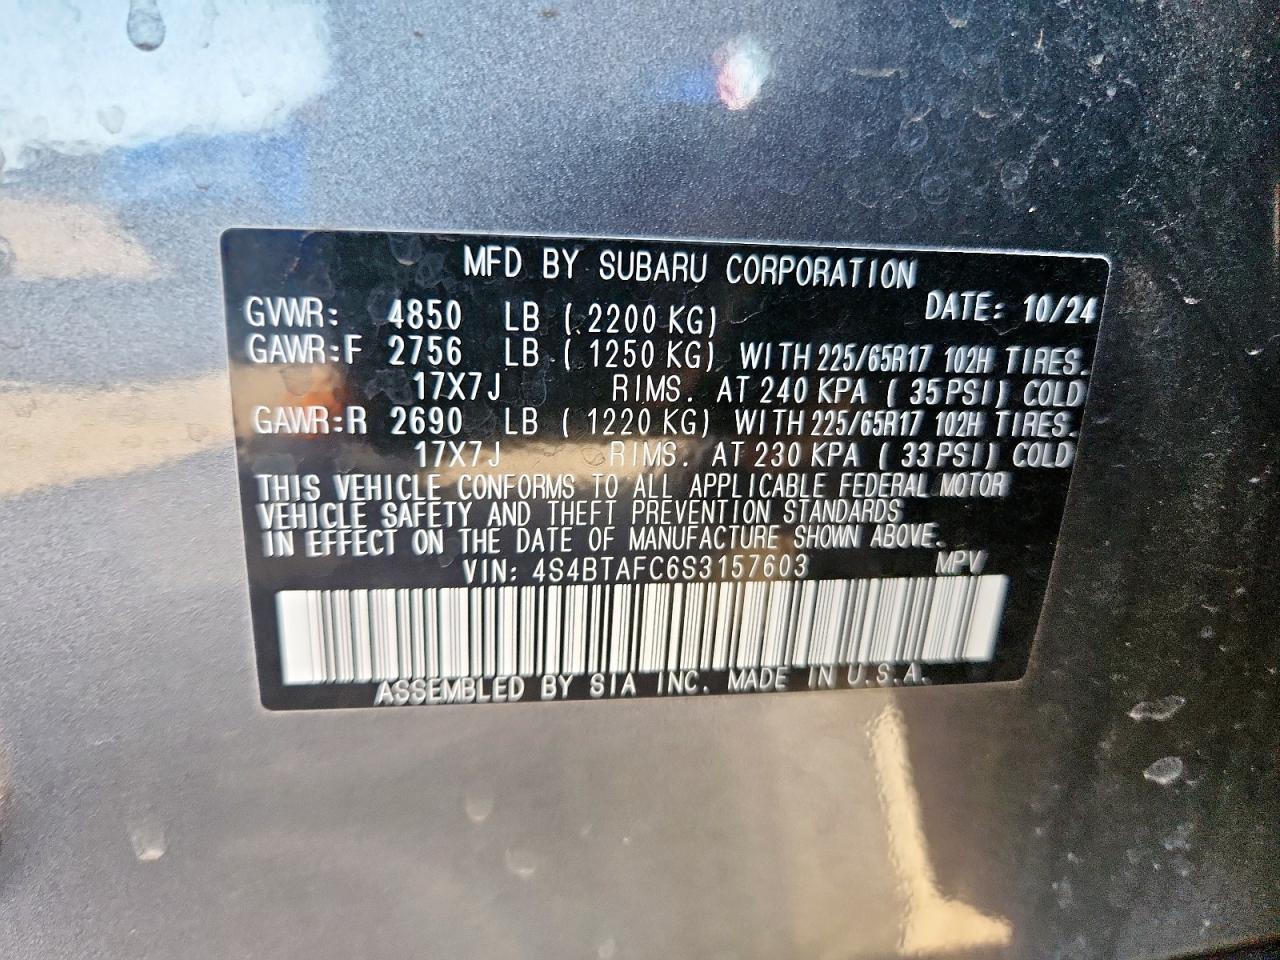 MFD BY SUBARU CORPORATION
DATE: 10/24
GVWR: 4850 LB ( 2200 KG)
GAWR:F 2756 LB ( 1250 KG) WITH 225/65R17 102H TIRES.
17X7J RIMS. AT 240 KPA ( 35 PSI) COLD
GAWR:R 2690 LB ( 1220 KG) WITH 225/65R17 102H TIRES.
17X7J RIMS. AT 230 KPA ( 33 PSI) COLD
THIS VEHICLE CONFORMS TO ALL APPLICABLE FEDERAL MOTOR
VEHICLE SAFETY AND THEFT PREVENTION STANDARDS
IN EFFECT ON THE DATE OF MANUFACTURE SHOWN ABOVE.
VIN: 4S4BTAFC6S3157603 MPV
ASSEMBLED BY SIA INC. MADE IN U.S.A.